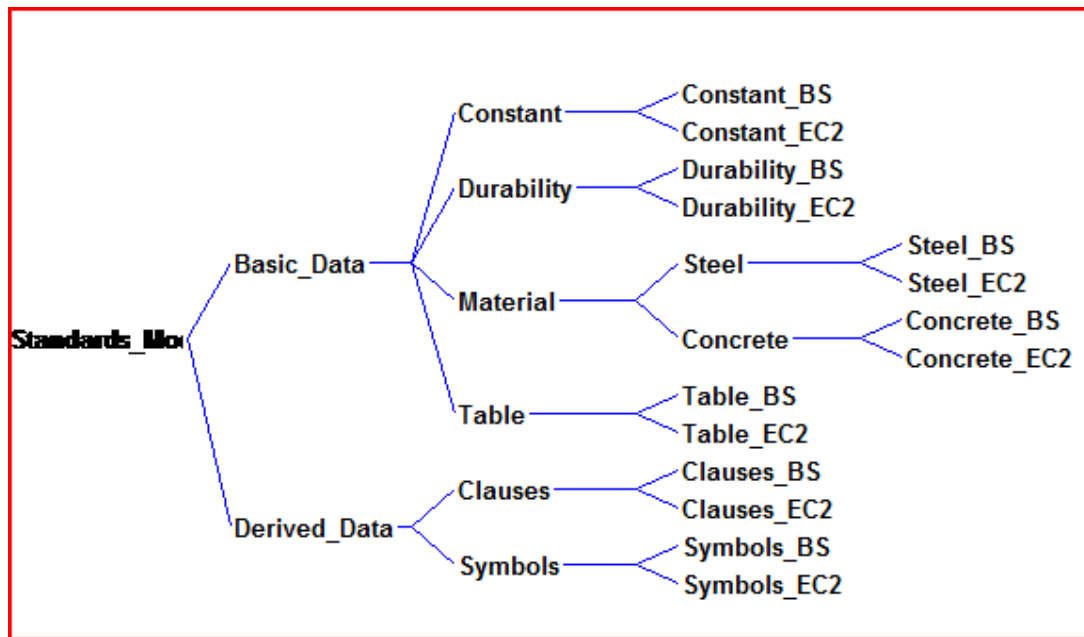 Constant_BS
Constant
Constant_EC2
Durability_BS
Durability
Durability_EC2
Steel_BS
Basic_Data
Steel
Steel_EC2
Material
Concrete_BS
Standards_Mo
Concrete
Concrete_EC2
Table_BS
Table
Table_EC2
Clauses_BS
Clauses
Clauses_EC2
Derived_Data
Symbols_BS
Symbols
Symbols_EC2